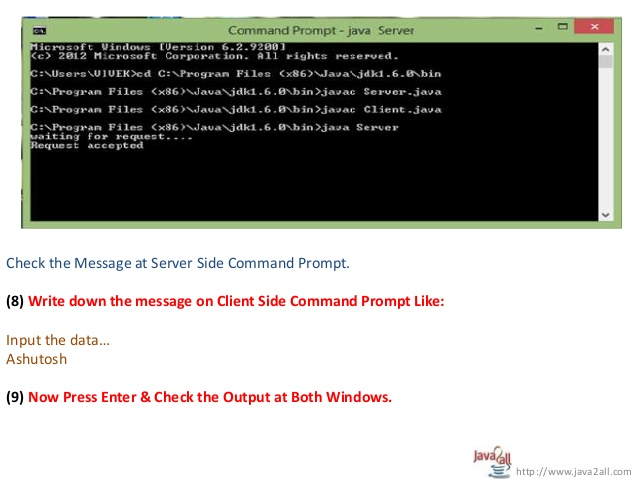 Command Prompt - java Server
Microsoft Windows [Version 6.2.9200]
(c) 2012 Microsoft Corporation. All rights reserved.
C:\Users\VIVEK>cd C:\Program Files (x86)\Java\jdk1.6.0\bin
C:\Program Files (x86)\Java\jdk1.6.0\bin>javac Server.java
C:\Program Files (x86)\Java\jdk1.6.0\bin>javac Client.java
C:\Program Files (x86)\Java\jdk1.6.0\bin>java Server
waiting for request....
Request accepted
Check the Message at Server Side Command Prompt.
(8) Write down the message on Client Side Command Prompt Like:
Input the data…
Ashutosh
(9) Now Press Enter & Check the Output at Both Windows.
Java2all
http://www.java2all.com